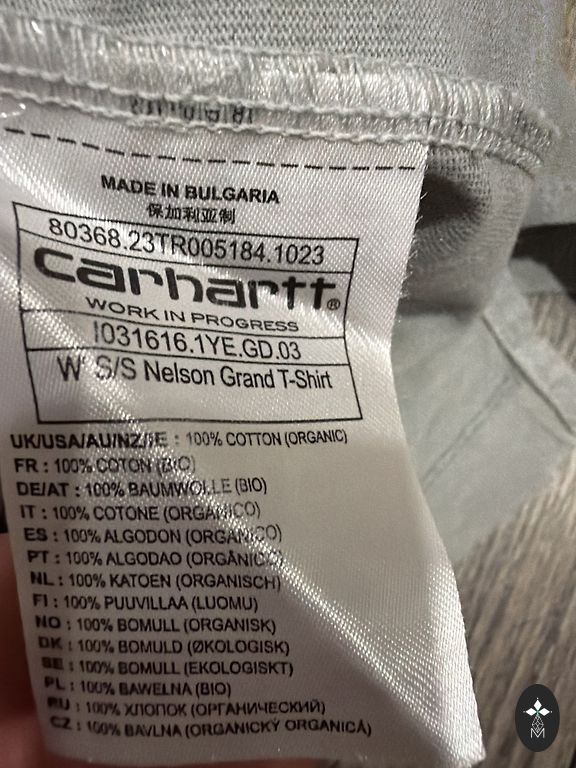 MADE IN BULGARIA
保加利亚制
80368.23TR005184.1023
carhartt®
WORK IN PROGRESS
I031616.1YE.GD.03
W' S/S Nelson Grand T-Shirt
UK/USA/AU/NZ/IE : 100% COTTON (ORGANIC)
FR : 100% COTON (BIO)
DE/AT : 100% BAUMWOLLE (BIO)
IT : 100% COTONE (ORGANICO)
ES : 100% ALGODON (ORGANICO)
PT : 100% ALGODAO (ORGÂNICO)
NL : 100% KATOEN (ORGANISCH)
FI : 100% PUUVILLAA (LUOMU)
NO : 100% BOMULL (ORGANISK)
DK : 100% BOMULD (ØKOLOGISK)
SE : 100% BOMULL (EKOLOGISKT)
PL : 100% BAWELNA (BIO)
RU : 100% ХЛОПОК (ОРГАНИЧЕСКИЙ)
CZ : 100% BAVLNA (ORGANICKÝ ORGANICÁ)
M